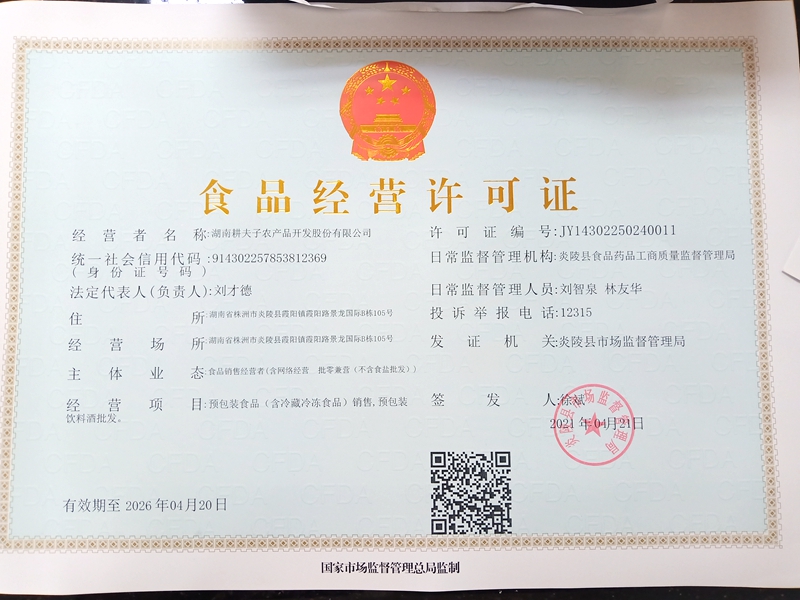 食品经营许可证
经营者名称:湖南耕夫子农产品开发股份有限公司
统一社会信用代码:914302257853812369
(身份证号码)
法定代表人(负责人):刘才德
住所:湖南省株洲市炎陵县霞阳镇霞阳路景龙国际B栋105号
经营场所:湖南省株洲市炎陵县霞阳镇霞阳路景龙国际B栋105号
主体业态:食品销售经营者(含网络经营 批零兼营(不含食盐批发))
经营项目:预包装食品(含冷藏冷冻食品)销售,预包装
饮料酒批发。
有效期至 2026年04月20日
许可证编号:JY14302250240011
日常监督管理机构:炎陵县食品药品工商质量监督管理局
日常监督管理人员:刘智泉 林友华
投诉举报电话:12315
发证机关:炎陵县市场监督管理局
签发人:徐斌
2021年04月21日
炎陵县市场监督管理局
国家市场监督管理总局监制